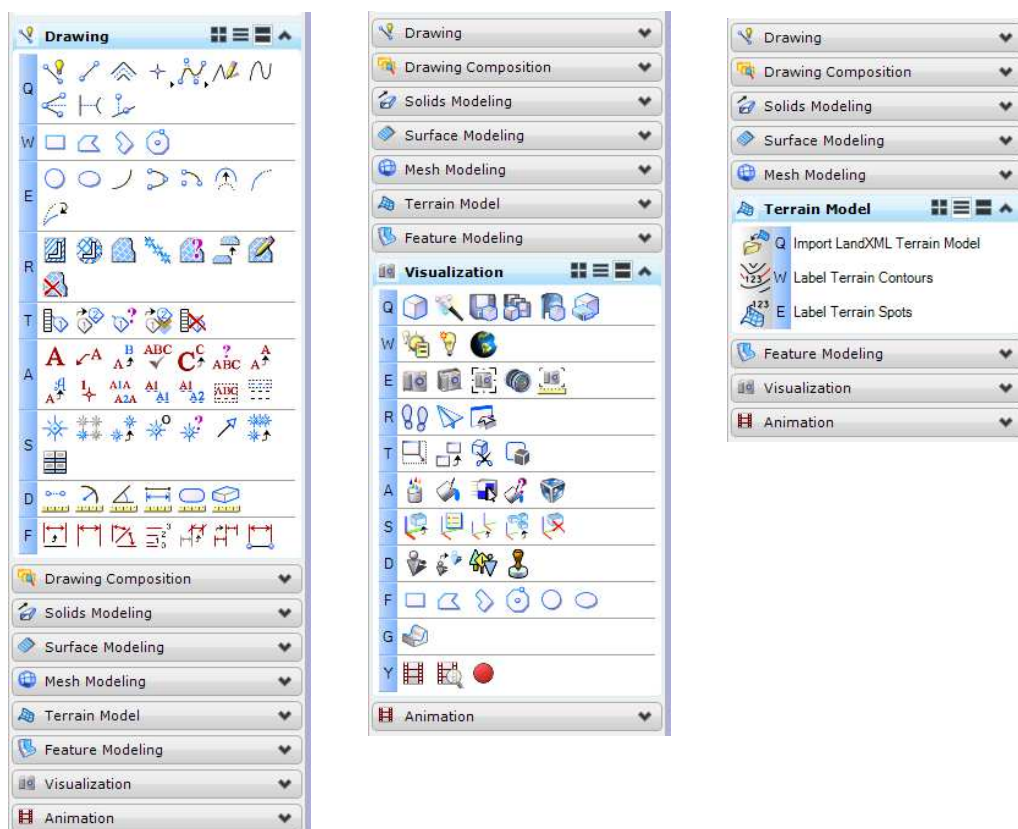 Drawing
Q
W
E
R
T
A
S
D
F
Drawing Composition
Solids Modeling
Surface Modeling
Mesh Modeling
Terrain Model
Feature Modeling
Visualization
Animation
Drawing
Drawing Composition
Solids Modeling
Surface Modeling
Mesh Modeling
Terrain Model
Feature Modeling
Visualization
Q
W
E
R
T
A
S
D
F
G
Y
Animation
Drawing
Drawing Composition
Solids Modeling
Surface Modeling
Mesh Modeling
Terrain Model
Q Import LandXML Terrain Model
W Label Terrain Contours
E Label Terrain Spots
Feature Modeling
Visualization
Animation